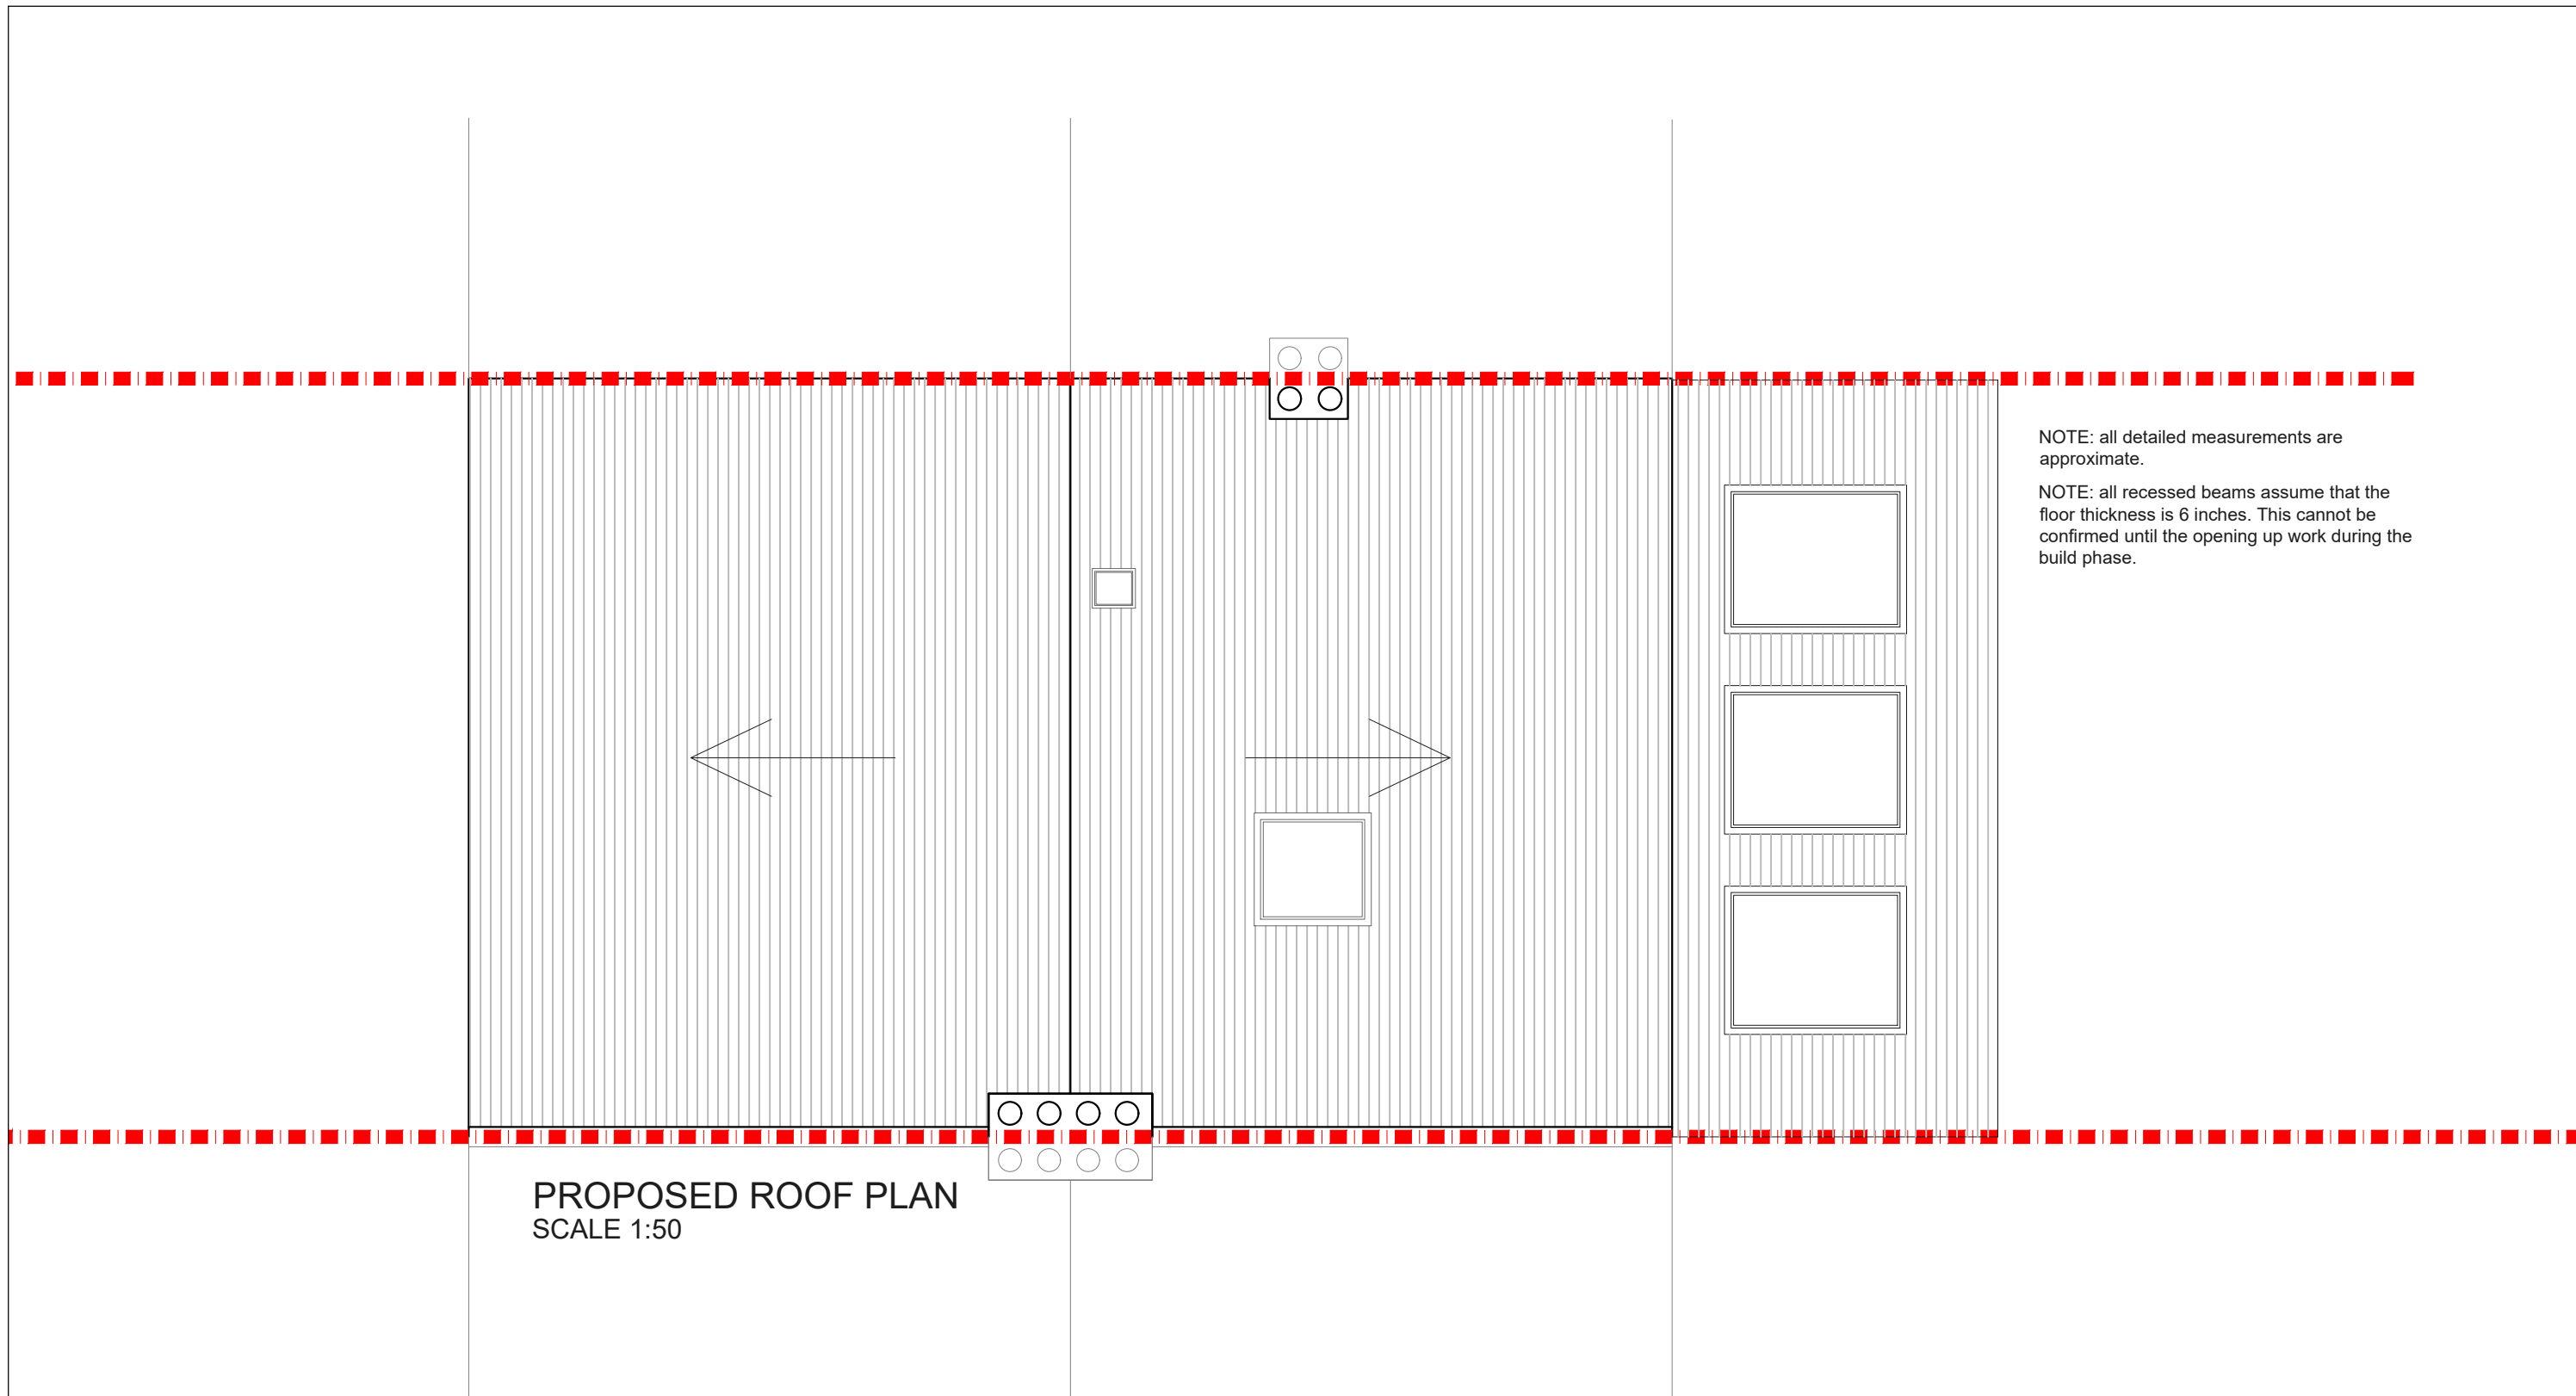 NOTE: all detailed measurements are
approximate.
NOTE: all recessed beams assume that the
floor thickness is 6 inches. This cannot be
confirmed until the opening up work during the
build phase.
PROPOSED ROOF PLAN
SCALE 1:50